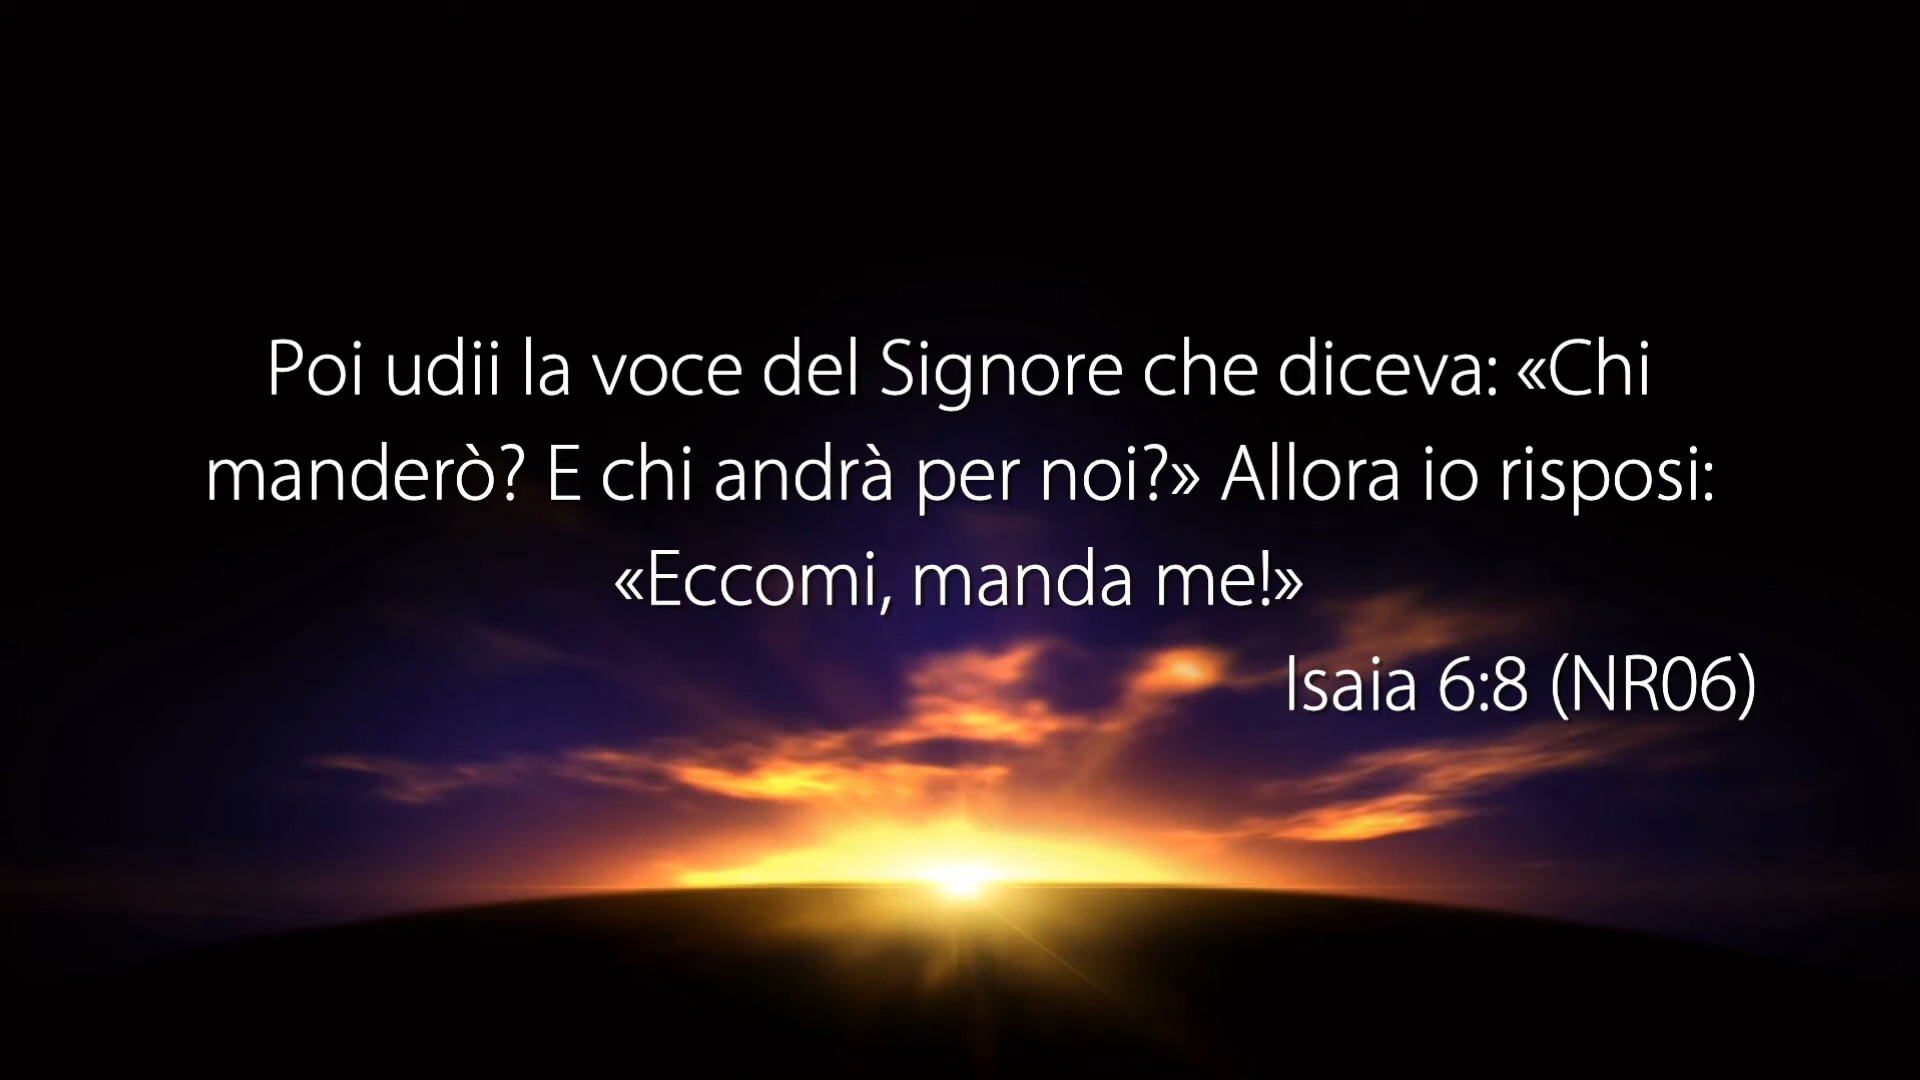 Poi udii la voce del Signore che diceva: «Chi
manderò? E chi andrà per noi?» Allora io risposi:
«Eccomi, manda me!»
Isaia 6:8 (NR06)